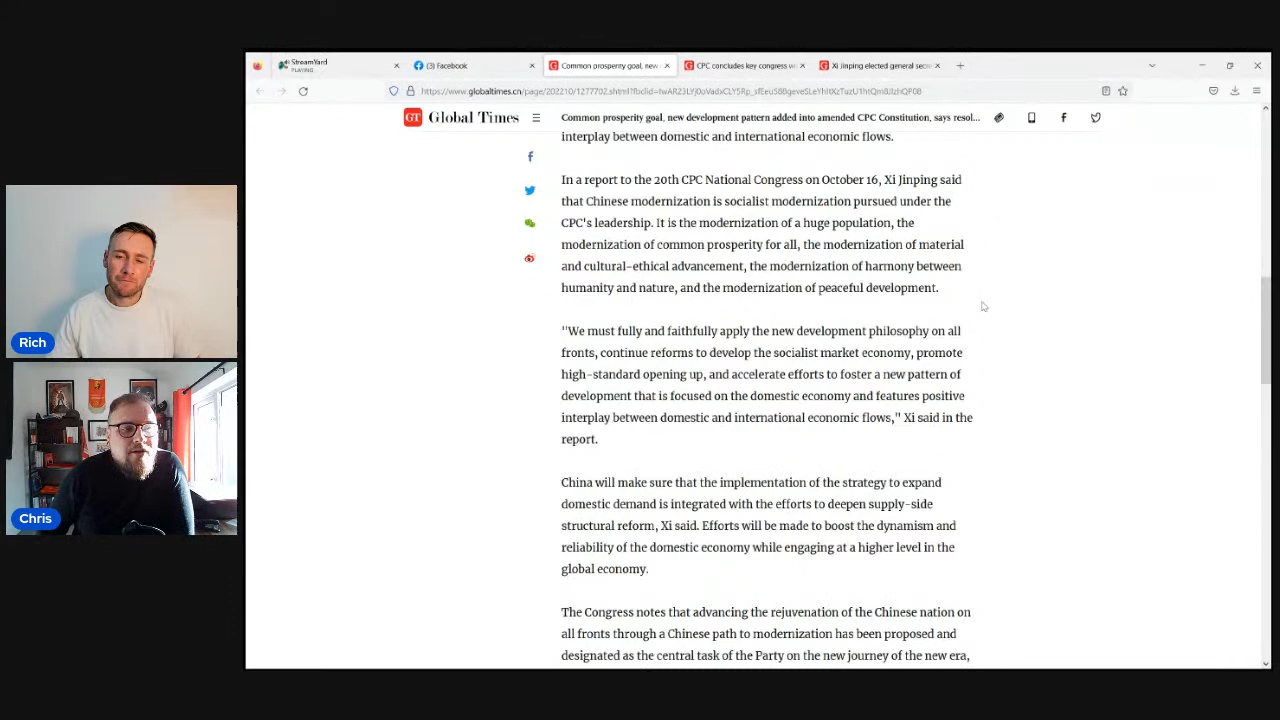 StreamYard
PLAYING
(3) Facebook
Common prosperity goal, new
CPC concludes key congress w
Xi Jinping elected general secr
GT Global Times
Common prosperity goal, new development pattern added into amended CPC Constitution, says resol...
interplay between domestic and international economic flows.
In a report to the 20th CPC National Congress on October 16, Xi Jinping said
that Chinese modernization is socialist modernization pursued under the
CPC's leadership. It is the modernization of a huge population, the
modernization of common prosperity for all, the modernization of material
and cultural-ethical advancement, the modernization of harmony between
humanity and nature, and the modernization of peaceful development.
"We must fully and faithfully apply the new development philosophy on all
fronts, continue reforms to develop the socialist market economy, promote
high-standard opening up, and accelerate efforts to foster a new pattern of
development that is focused on the domestic economy and features positive
interplay between domestic and international economic flows," Xi said in the
report.
China will make sure that the implementation of the strategy to expand
domestic demand is integrated with the efforts to deepen supply-side
structural reform, Xi said. Efforts will be made to boost the dynamism and
reliability of the domestic economy while engaging at a higher level in the
global economy.
The Congress notes that advancing the rejuvenation of the Chinese nation on
all fronts through a Chinese path to modernization has been proposed and
designated as the central task of the Party on the new journey of the new era,
Rich
Chris